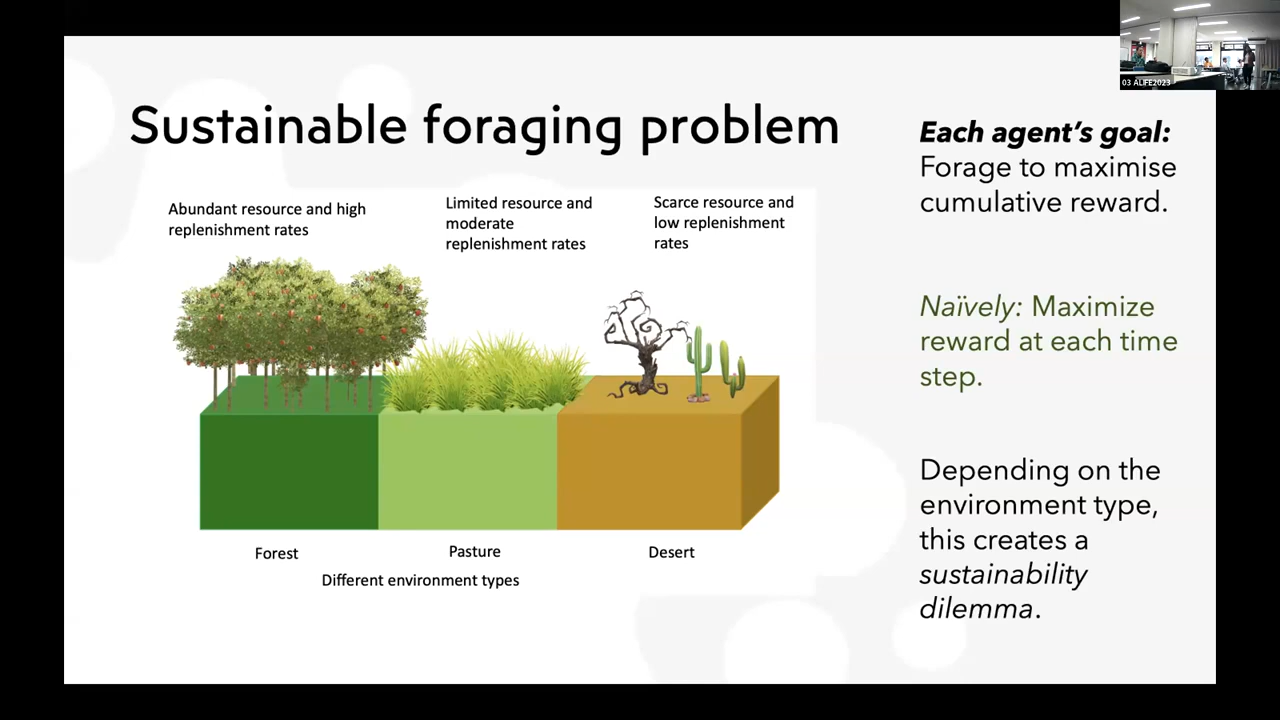 03 ALIFE2023
Sustainable foraging problem
Abundant resource and high
replenishment rates
Limited resource and
moderate
replenishment rates
Scarce resource and
low replenishment
rates
Forest
Pasture
Desert
Different environment types
Each agent's goal:
Forage to maximise
cumulative reward.
Naïvely: Maximize
reward at each time
step.
Depending on the
environment type,
this creates a
sustainability
dilemma.